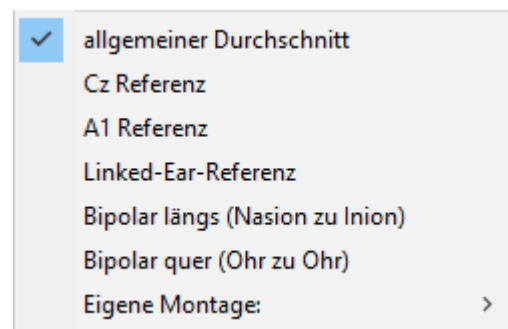 allgemeiner Durchschnitt
Cz Referenz
A1 Referenz
Linked-Ear-Referenz
Bipolar längs (Nasion zu Inion)
Bipolar quer (Ohr zu Ohr)
Eigene Montage: